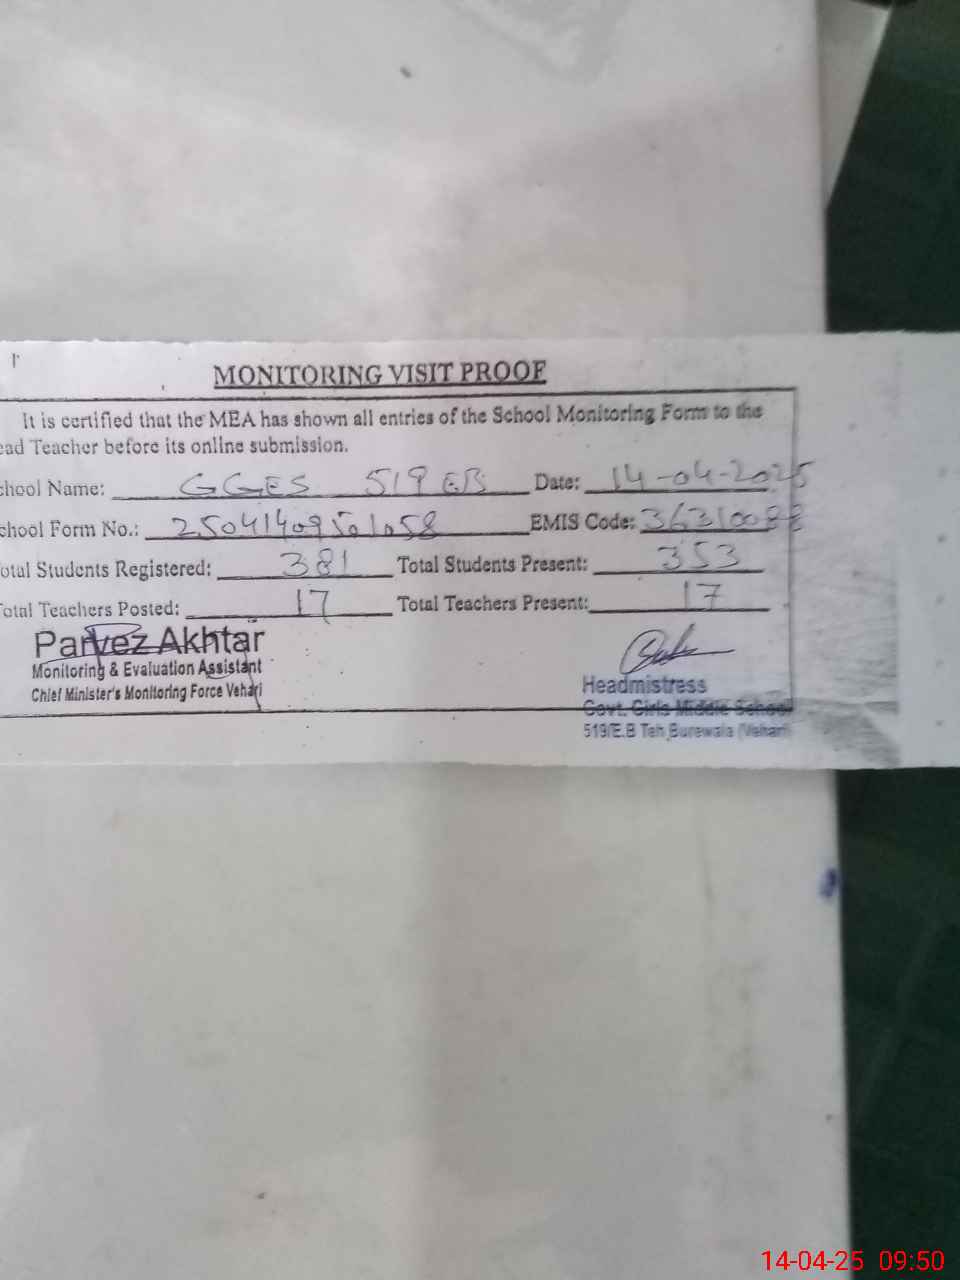 MONITORING VISIT PROOF
It is certified that the MEA has shown all entries of the School Monitoring Form to the
ead Teacher before its online submission.
chool Name: GGES 519 EB Date: 14-04-2025
chool Form No.: 25041409501058 EMIS Code: 36310088
otal Students Registered: 381 Total Students Present: 353
otal Teachers Posted: 17 Total Teachers Present: 17
Parvez Akhtar
Monitoring & Evaluation Assistant
Chief Minister's Monitoring Force Vehari
Headmistress
Govt. Girls Middle School
519/E.B Teh, Burewala (Vehari)
14-04-25 09:50